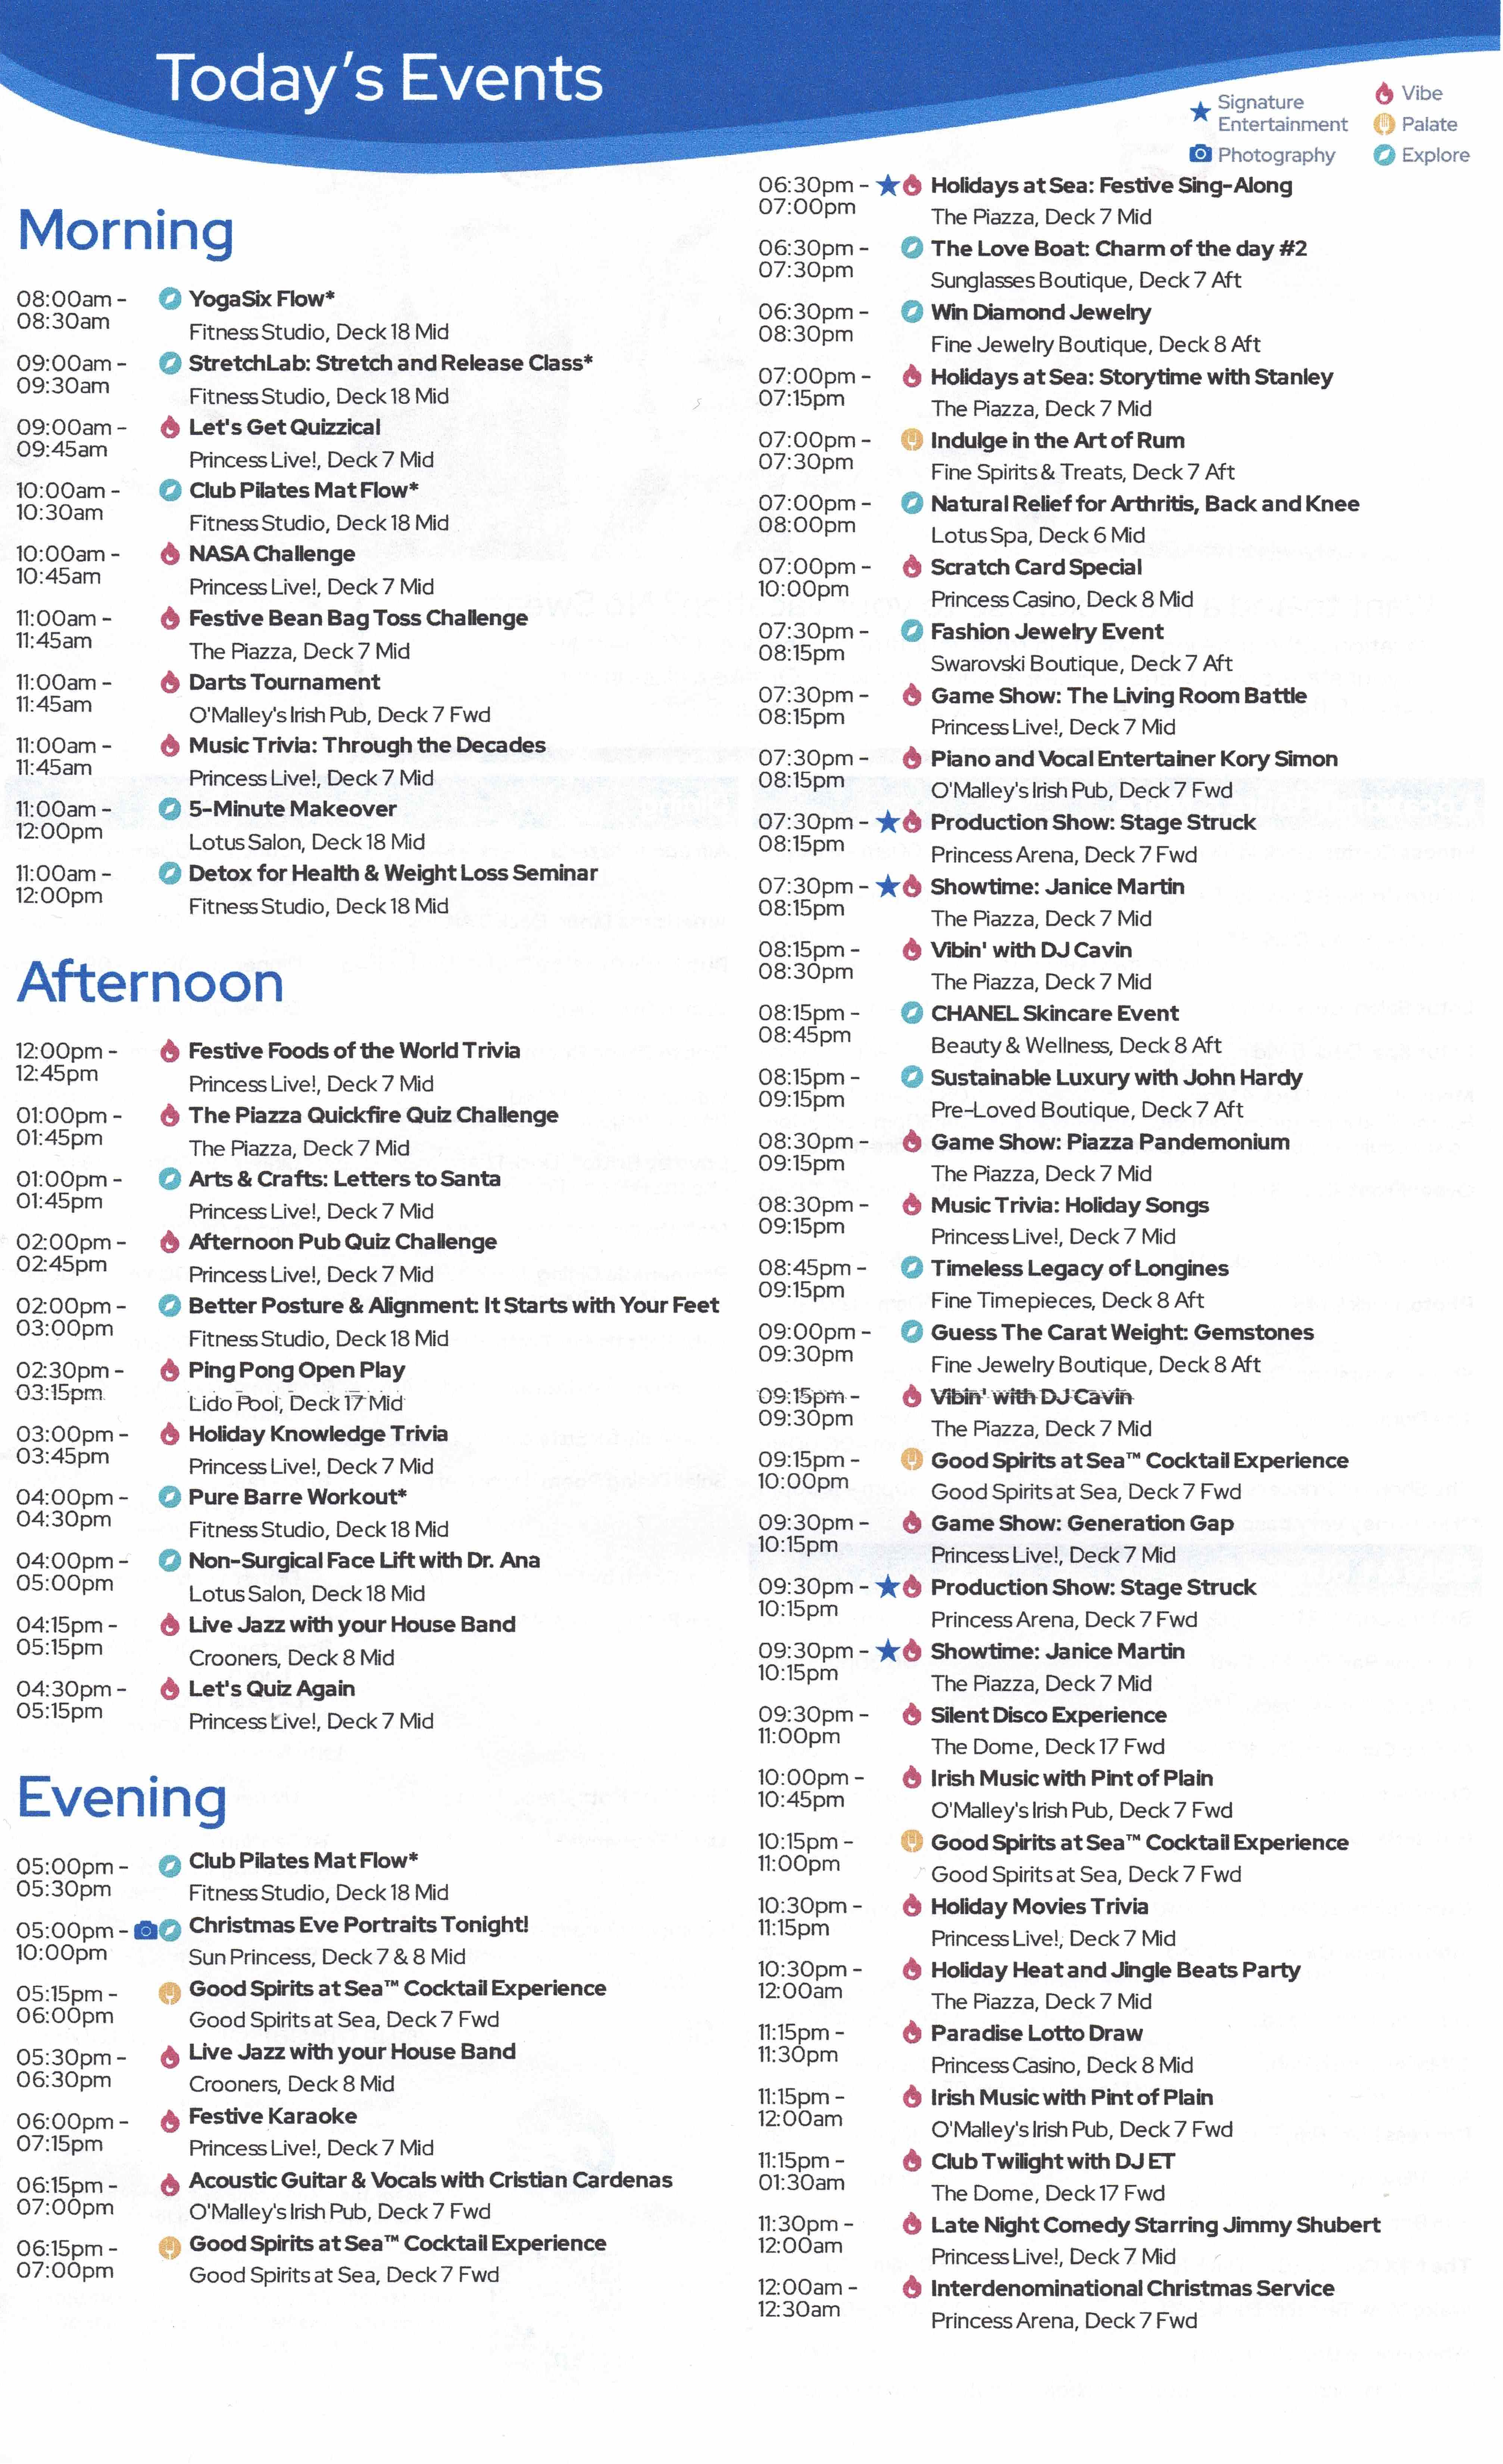 Today's Events
Signature
Entertainment
Photography
Vibe
Palate
Explore
Morning
08:00am - YogaSix Flow*
08:30am Fitness Studio, Deck 18 Mid
09:00am - StretchLab: Stretch and Release Class*
09:30am Fitness Studio, Deck 18 Mid
09:00am - Let's Get Quizzical
09:45am Princess Live!, Deck 7 Mid
10:00am - Club Pilates Mat Flow*
10:30am Fitness Studio, Deck 18 Mid
10:00am - NASA Challenge
10:45am Princess Live!, Deck 7 Mid
11:00am - Festive Bean Bag Toss Challenge
11:45am The Piazza, Deck 7 Mid
11:00am - Darts Tournament
11:45am O'Malley's Irish Pub, Deck 7 Fwd
11:00am - Music Trivia: Through the Decades
11:45am Princess Live!, Deck 7 Mid
11:00am - 5-Minute Makeover
12:00pm Lotus Salon, Deck 18 Mid
11:00am - Detox for Health & Weight Loss Seminar
12:00pm Fitness Studio, Deck 18 Mid
Afternoon
12:00pm - Festive Foods of the World Trivia
12:45pm Princess Live!, Deck 7 Mid
01:00pm - The Piazza Quickfire Quiz Challenge
01:45pm The Piazza, Deck 7 Mid
01:00pm - Arts & Crafts: Letters to Santa
01:45pm Princess Live!, Deck 7 Mid
02:00pm - Afternoon Pub Quiz Challenge
02:45pm Princess Live!, Deck 7 Mid
02:00pm - Better Posture & Alignment: It Starts with Your Feet
03:00pm Fitness Studio, Deck 18 Mid
02:30pm - Ping Pong Open Play
03:15pm Lido Pool, Deck 17 Mid
03:00pm - Holiday Knowledge Trivia
03:45pm Princess Live!, Deck 7 Mid
04:00pm - Pure Barre Workout*
04:30pm Fitness Studio, Deck 18 Mid
04:00pm - Non-Surgical Face Lift with Dr. Ana
05:00pm Lotus Salon, Deck 18 Mid
04:15pm - Live Jazz with your House Band
05:15pm Crooners, Deck 8 Mid
04:30pm - Let's Quiz Again
05:15pm Princess Live!, Deck 7 Mid
Evening
05:00pm - Club Pilates Mat Flow*
05:30pm Fitness Studio, Deck 18 Mid
05:00pm - Christmas Eve Portraits Tonight!
10:00pm Sun Princess, Deck 7 & 8 Mid
05:15pm - Good Spirits at Sea™ Cocktail Experience
06:00pm Good Spirits at Sea, Deck 7 Fwd
05:30pm - Live Jazz with your House Band
06:30pm Crooners, Deck 8 Mid
06:00pm - Festive Karaoke
07:15pm Princess Live!, Deck 7 Mid
06:15pm - Acoustic Guitar & Vocals with Cristian Cardenas
07:00pm O'Malley's Irish Pub, Deck 7 Fwd
06:15pm - Good Spirits at Sea™ Cocktail Experience
07:00pm Good Spirits at Sea, Deck 7 Fwd
06:30pm - Holidays at Sea: Festive Sing-Along
07:00pm The Piazza, Deck 7 Mid
06:30pm - The Love Boat: Charm of the day #2
07:30pm Sunglasses Boutique, Deck 7 Aft
06:30pm - Win Diamond Jewelry
08:30pm Fine Jewelry Boutique, Deck 8 Aft
07:00pm - Holidays at Sea: Storytime with Stanley
07:15pm The Piazza, Deck 7 Mid
07:00pm - Indulge in the Art of Rum
07:30pm Fine Spirits & Treats, Deck 7 Aft
07:00pm - Natural Relief for Arthritis, Back and Knee
08:00pm Lotus Spa, Deck 6 Mid
07:00pm - Scratch Card Special
10:00pm Princess Casino, Deck 8 Mid
07:30pm - Fashion Jewelry Event
08:15pm Swarovski Boutique, Deck 7 Aft
07:30pm - Game Show: The Living Room Battle
08:15pm Princess Live!, Deck 7 Mid
07:30pm - Piano and Vocal Entertainer Kory Simon
08:15pm O'Malley's Irish Pub, Deck 7 Fwd
07:30pm - Production Show: Stage Struck
08:15pm Princess Arena, Deck 7 Fwd
07:30pm - Showtime: Janice Martin
08:15pm The Piazza, Deck 7 Mid
08:15pm - Vibin' with DJ Cavin
08:30pm The Piazza, Deck 7 Mid
08:15pm - CHANEL Skincare Event
08:45pm Beauty & Wellness, Deck 8 Aft
08:15pm - Sustainable Luxury with John Hardy
09:15pm Pre-Loved Boutique, Deck 7 Aft
08:30pm - Game Show: Piazza Pandemonium
09:15pm The Piazza, Deck 7 Mid
08:30pm - Music Trivia: Holiday Songs
09:15pm Princess Live!, Deck 7 Mid
08:45pm - Timeless Legacy of Longines
09:15pm Fine Timepieces, Deck 8 Aft
09:00pm - Guess The Carat Weight: Gemstones
09:30pm Fine Jewelry Boutique, Deck 8 Aft
09:15pm - Vibin' with DJ Cavin
09:30pm The Piazza, Deck 7 Mid
09:15pm - Good Spirits at Sea™ Cocktail Experience
10:00pm Good Spirits at Sea, Deck 7 Fwd
09:30pm - Game Show: Generation Gap
10:15pm Princess Live!, Deck 7 Mid
09:30pm - Production Show: Stage Struck
10:15pm Princess Arena, Deck 7 Fwd
09:30pm - Showtime: Janice Martin
10:15pm The Piazza, Deck 7 Mid
09:30pm - Silent Disco Experience
11:00pm The Dome, Deck 17 Fwd
10:00pm - Irish Music with Pint of Plain
10:45pm O'Malley's Irish Pub, Deck 7 Fwd
10:15pm - Good Spirits at Sea™ Cocktail Experience
11:00pm Good Spirits at Sea, Deck 7 Fwd
10:30pm - Holiday Movies Trivia
11:15pm Princess Live!, Deck 7 Mid
10:30pm - Holiday Heat and Jingle Beats Party
12:00am The Piazza, Deck 7 Mid
11:15pm - Paradise Lotto Draw
11:30pm Princess Casino, Deck 8 Mid
11:15pm - Irish Music with Pint of Plain
12:00am O'Malley's Irish Pub, Deck 7 Fwd
11:15pm - Club Twilight with DJ ET
01:30am The Dome, Deck 17 Fwd
11:30pm - Late Night Comedy Starring Jimmy Shubert
12:00am Princess Live!, Deck 7 Mid
12:00am - Interdenominational Christmas Service
12:30am Princess Arena, Deck 7 Fwd